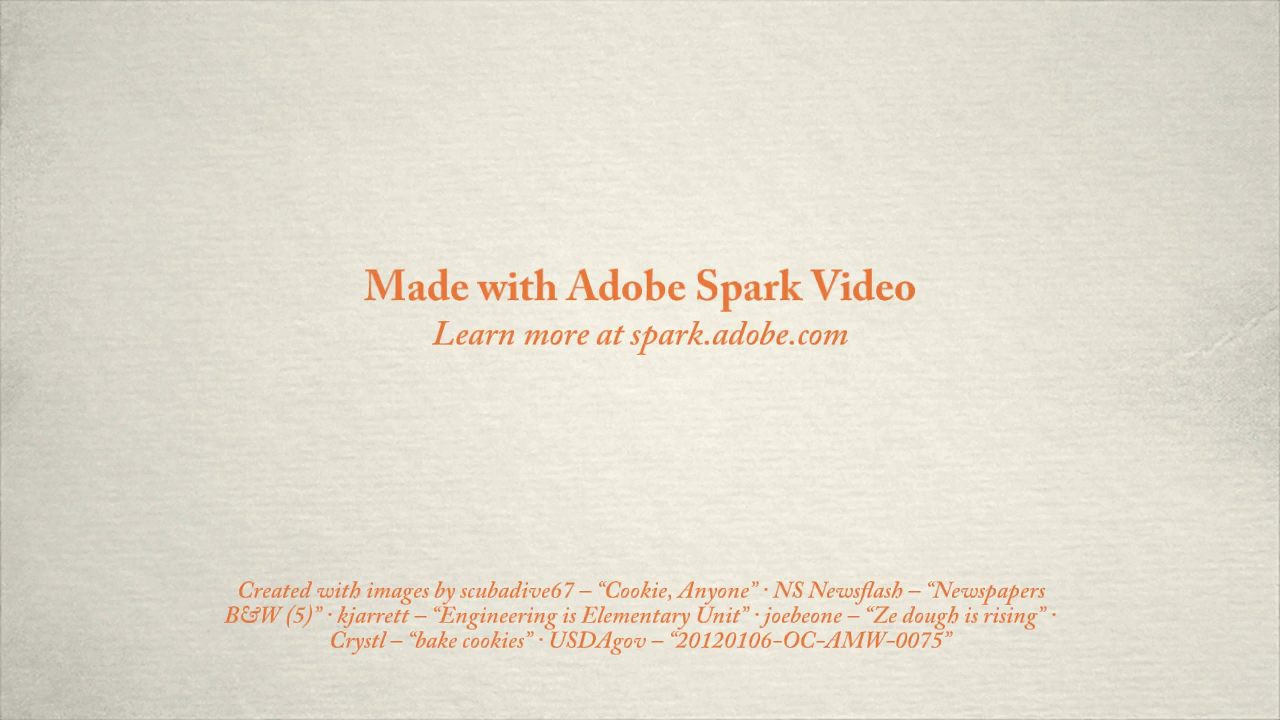 Made with Adobe Spark Video
Learn more at spark.adobe.com
Created with images by scubadive67 – “Cookie, Anyone” · NS Newsflash – “Newspapers
B&W (5)” · kjarrett – “Engineering is Elementary Unit” · joebeone – “Ze dough is rising” ·
Crystl – “bake cookies” · USDAgov – “20120106-OC-AMW-0075”